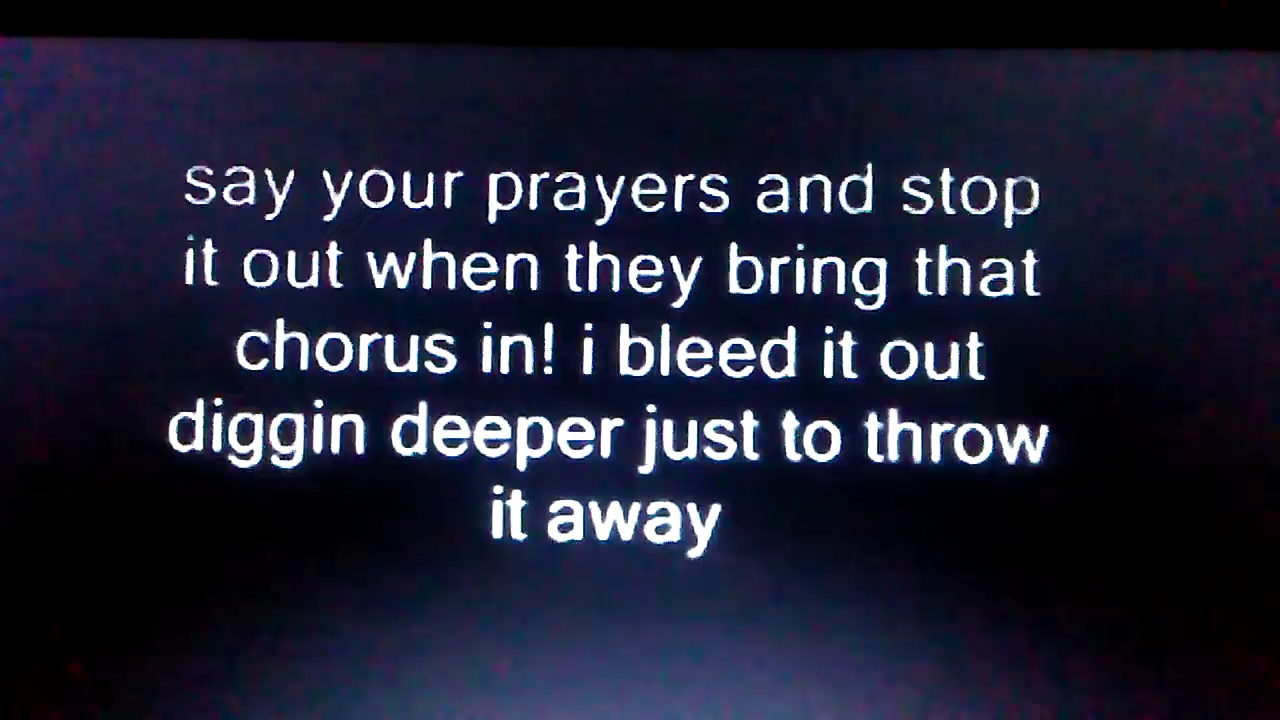 say your prayers and stop
it out when they bring that
chorus in! i bleed it out
diggin deeper just to throw
it away